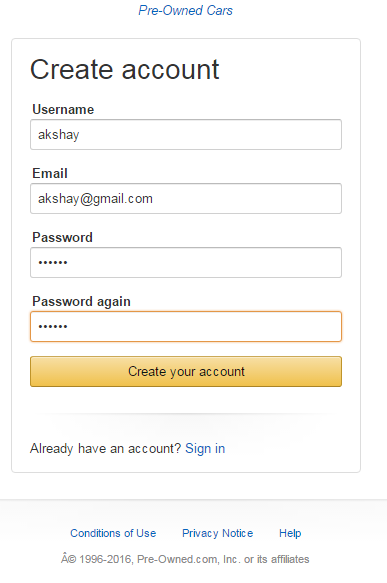 Pre-Owned Cars
Create account
Username
akshay
Email
akshay@gmail.com
Password
••••••
Password again
••••••
Create your account
Already have an account? Sign in
Conditions of Use Privacy Notice Help
Â© 1996-2016, Pre-Owned.com, Inc. or its affiliates